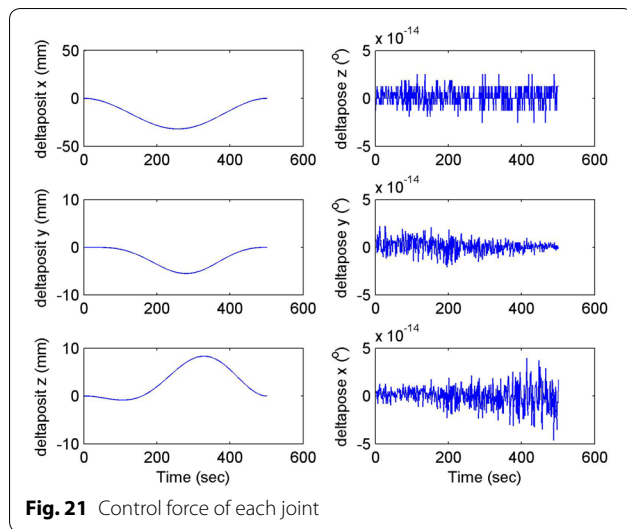 deltaposit x (mm)
50
0
-50
0 200 400 600
deltapose z (°)
x 10-14
5
0
-5
0 200 400 600
deltaposit y (mm)
10
0
-10
0 200 400 600
deltapose y (°)
x 10-14
5
0
-5
0 200 400 600
deltaposit z (mm)
10
0
-10
0 200 400 600
Time (sec)
deltapose x (°)
x 10-14
5
0
-5
0 200 400 600
Time (sec)
Fig. 21 Control force of each joint